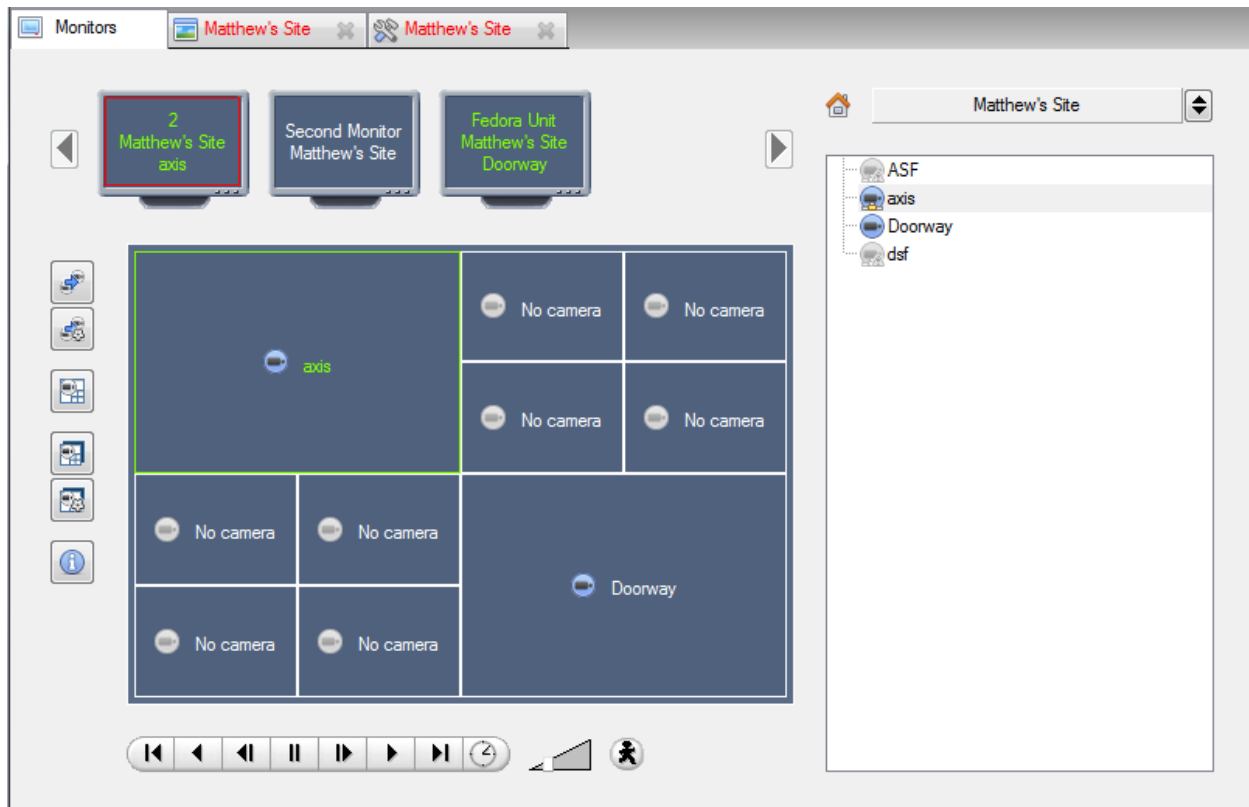 Monitors
Matthew's Site
Matthew's Site
2
Matthew's Site
axis
Second Monitor
Matthew's Site
Fedora Unit
Matthew's Site
Doorway
Matthew's Site
ASF
axis
Doorway
dsf
axis
No camera
No camera
No camera
No camera
No camera
No camera
No camera
No camera
Doorway